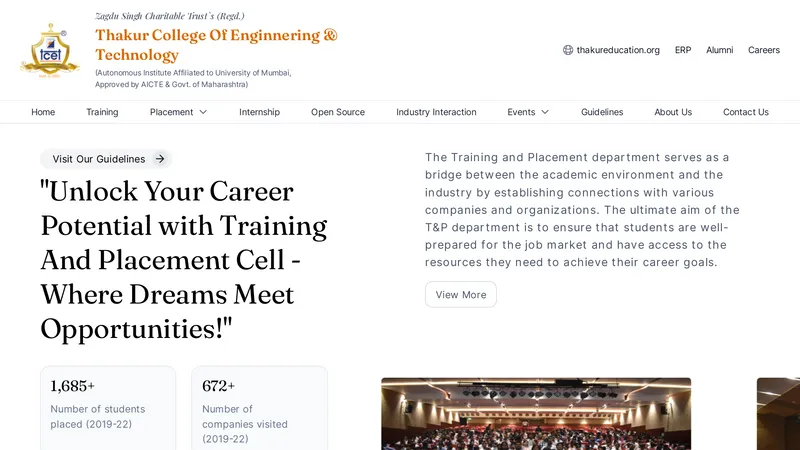 Zagdu Singh Charitable Trust`s (Regd.)
Thakur College Of Enginnering &
Technology
(Autonomous Institute Affiliated to University of Mumbai,
Approved by AICTE & Govt. of Maharashtra)
tcet
thakureducation.org
ERP
Alumni
Careers
Home
Training
Placement
Internship
Open Source
Industry Interaction
Events
Guidelines
About Us
Contact Us
Visit Our Guidelines
"Unlock Your Career
Potential with Training
And Placement Cell -
Where Dreams Meet
Opportunities!"
The Training and Placement department serves as a
bridge between the academic environment and the
industry by establishing connections with various
companies and organizations. The ultimate aim of the
T&P department is to ensure that students are well-
prepared for the job market and have access to the
resources they need to achieve their career goals.
View More
1,685+
Number of students
placed (2019-22)
672+
Number of
companies visited
(2019-22)